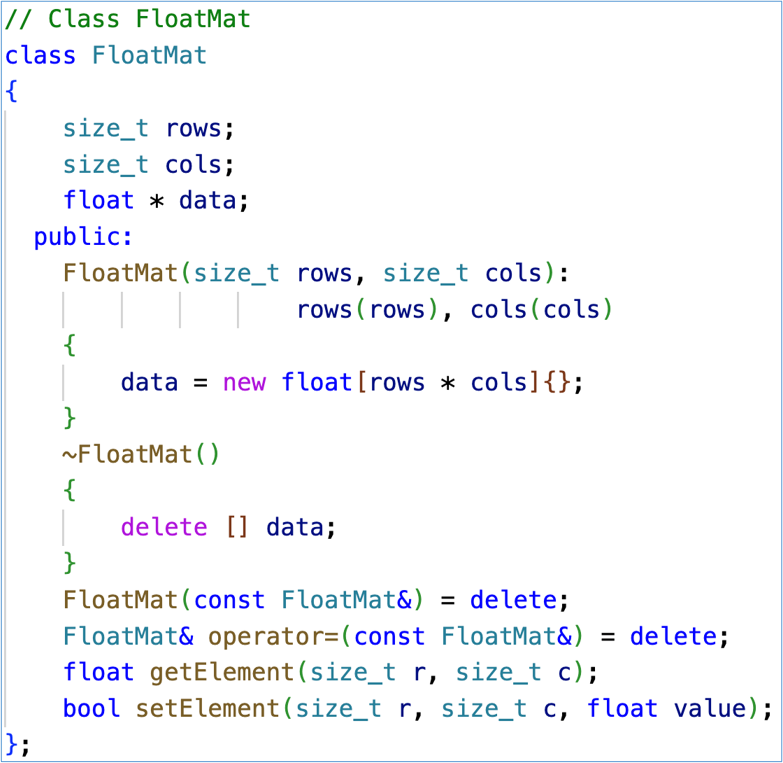 // Class FloatMat
class FloatMat
{
    size_t rows;
    size_t cols;
    float * data;
  public:
    FloatMat(size_t rows, size_t cols):
                    rows(rows), cols(cols)
    {
        data = new float[rows * cols]{};
    }
    ~FloatMat()
    {
        delete [] data;
    }
    FloatMat(const FloatMat&) = delete;
    FloatMat& operator=(const FloatMat&) = delete;
    float getElement(size_t r, size_t c);
    bool setElement(size_t r, size_t c, float value);
};